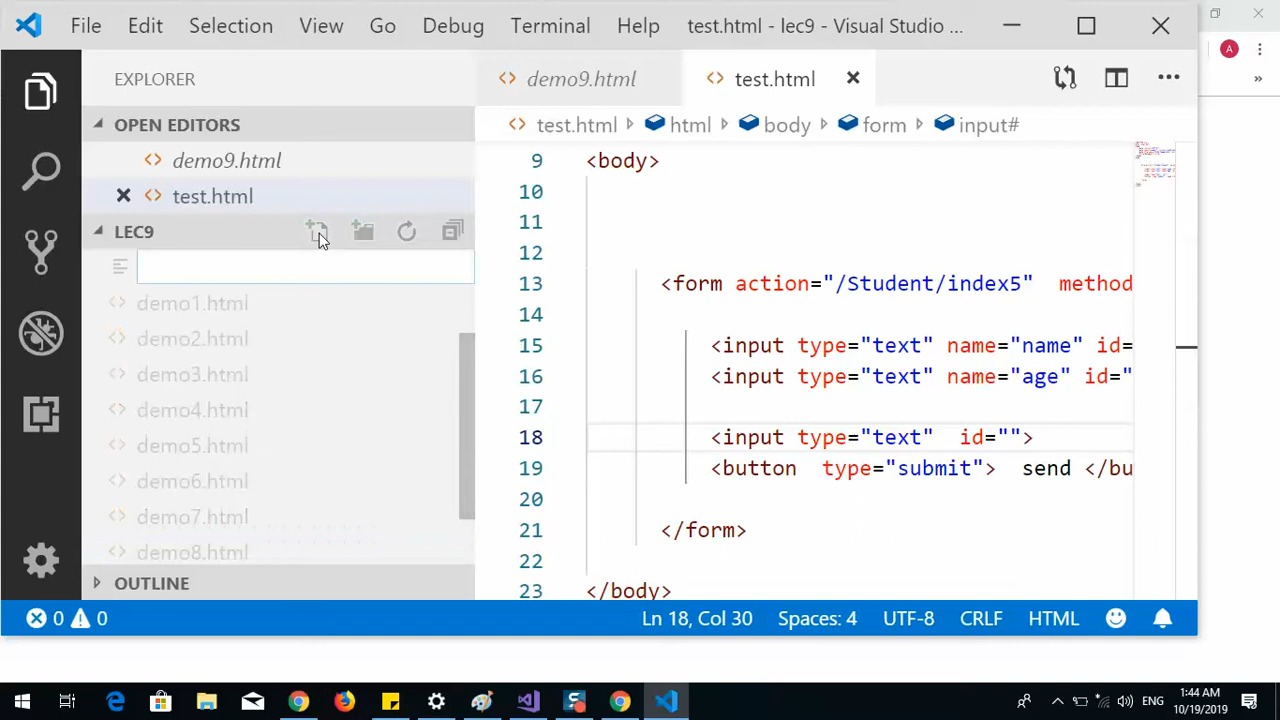 File Edit Selection View Go Debug Terminal Help test.html - lec9 - Visual Studio ...
A
»
EXPLORER
demo9.html test.html
OPEN EDITORS
demo9.html
test.html
LEC9
demo1.html
demo2.html
demo3.html
demo4.html
demo5.html
demo6.html
demo7.html
demo8.html
OUTLINE
test.html html body form input#
9 <body>
10
11
12
13 <form action="/Student/index5" method
14
15 <input type="text" name="name" id=
16 <input type="text" name="age" id="
17
18 <input type="text" id="">
19 <button type="submit"> send </bu
20
21 </form>
22
23 </body>
0 0 Ln 18, Col 30 Spaces: 4 UTF-8 CRLF HTML
ENG 1:44 AM
10/19/2019